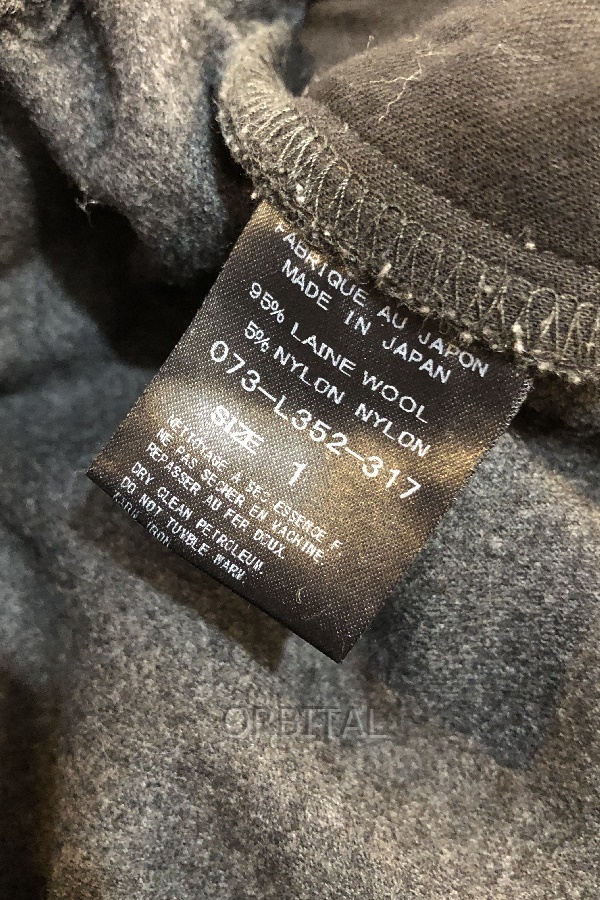 FABRIQUE AU JAPON
MADE IN JAPAN
95% LAINE WOOL
5% NYLON NYLON
073-L352-317
SIZE 1
NETTOYAGE A SEC ESSENCE F
NE PAS SECHER EN MACHINE
REPASSER AU FER DOUX.
DRY CLEAN PETROLEUM.
DO NOT TUMBLE WARM.
IRON
ORBITAL